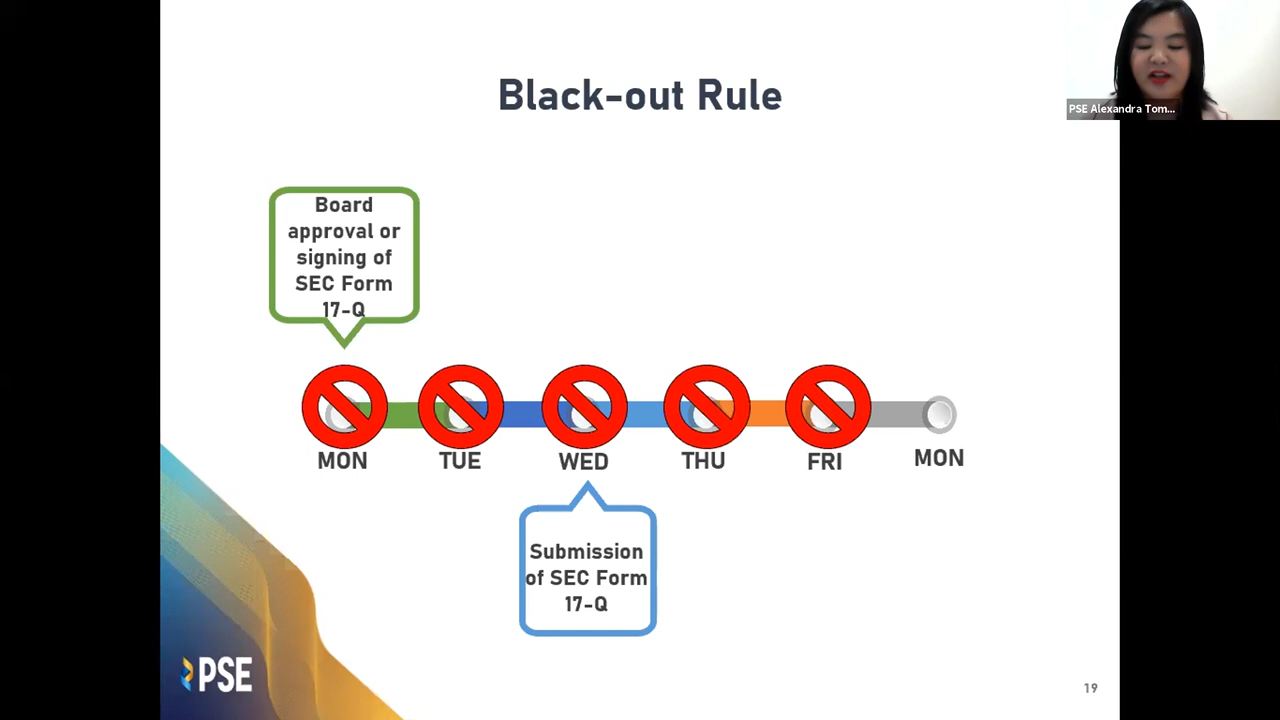 Black-out Rule
PSE Alexandra Tom...
Board
approval or
signing of
SEC Form
17-Q
MON
TUE
WED
THU
FRI
MON
Submission
of SEC Form
17-Q
PSE
19